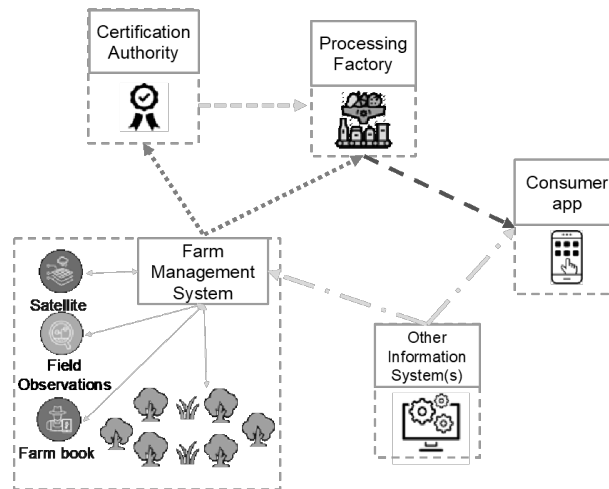 Certification
Authority
Processing
Factory
Consumer
app
Farm
Management
System
Satellite
Field
Observations
Farm book
Other
Information
System(s)